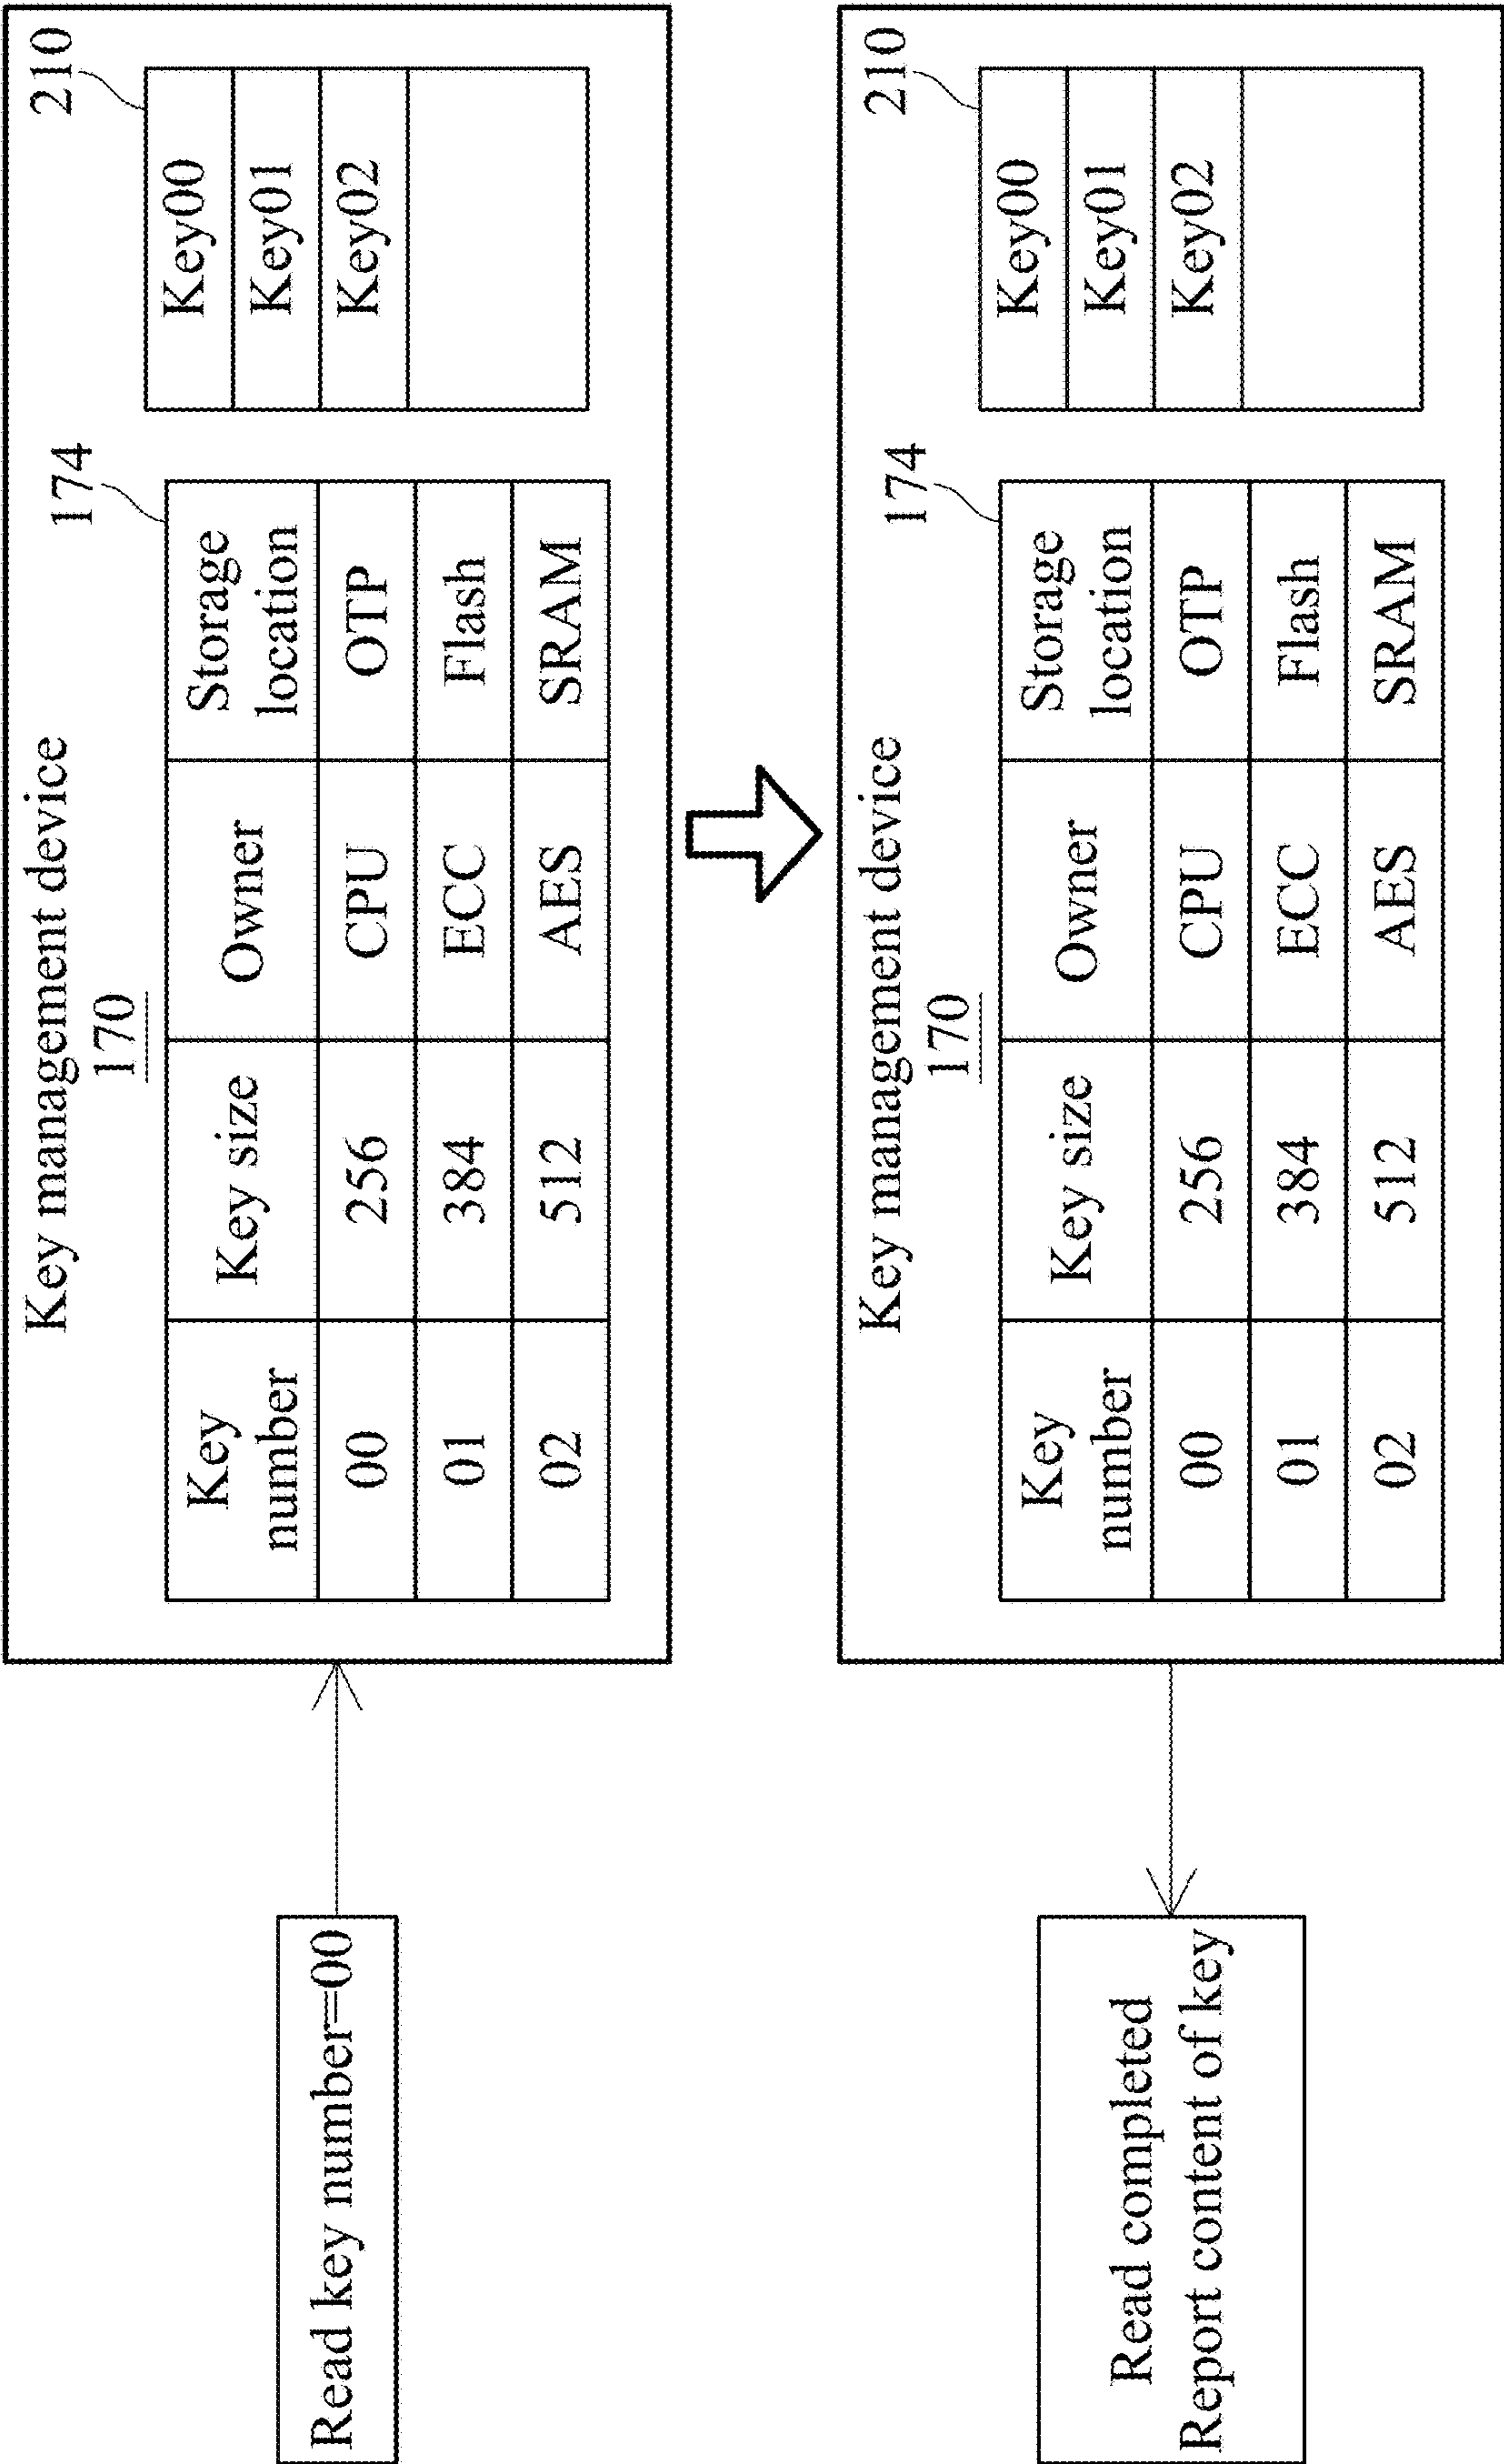 Read key number=00
Key management device
170
174
Key number
Key size
Owner
Storage location
00
256
CPU
OTP
01
384
ECC
Flash
02
512
AES
SRAM
210
Key00
Key01
Key02
Read completed
Report content of key
Key management device
170
174
Key number
Key size
Owner
Storage location
00
256
CPU
OTP
01
384
ECC
Flash
02
512
AES
SRAM
210
Key00
Key01
Key02